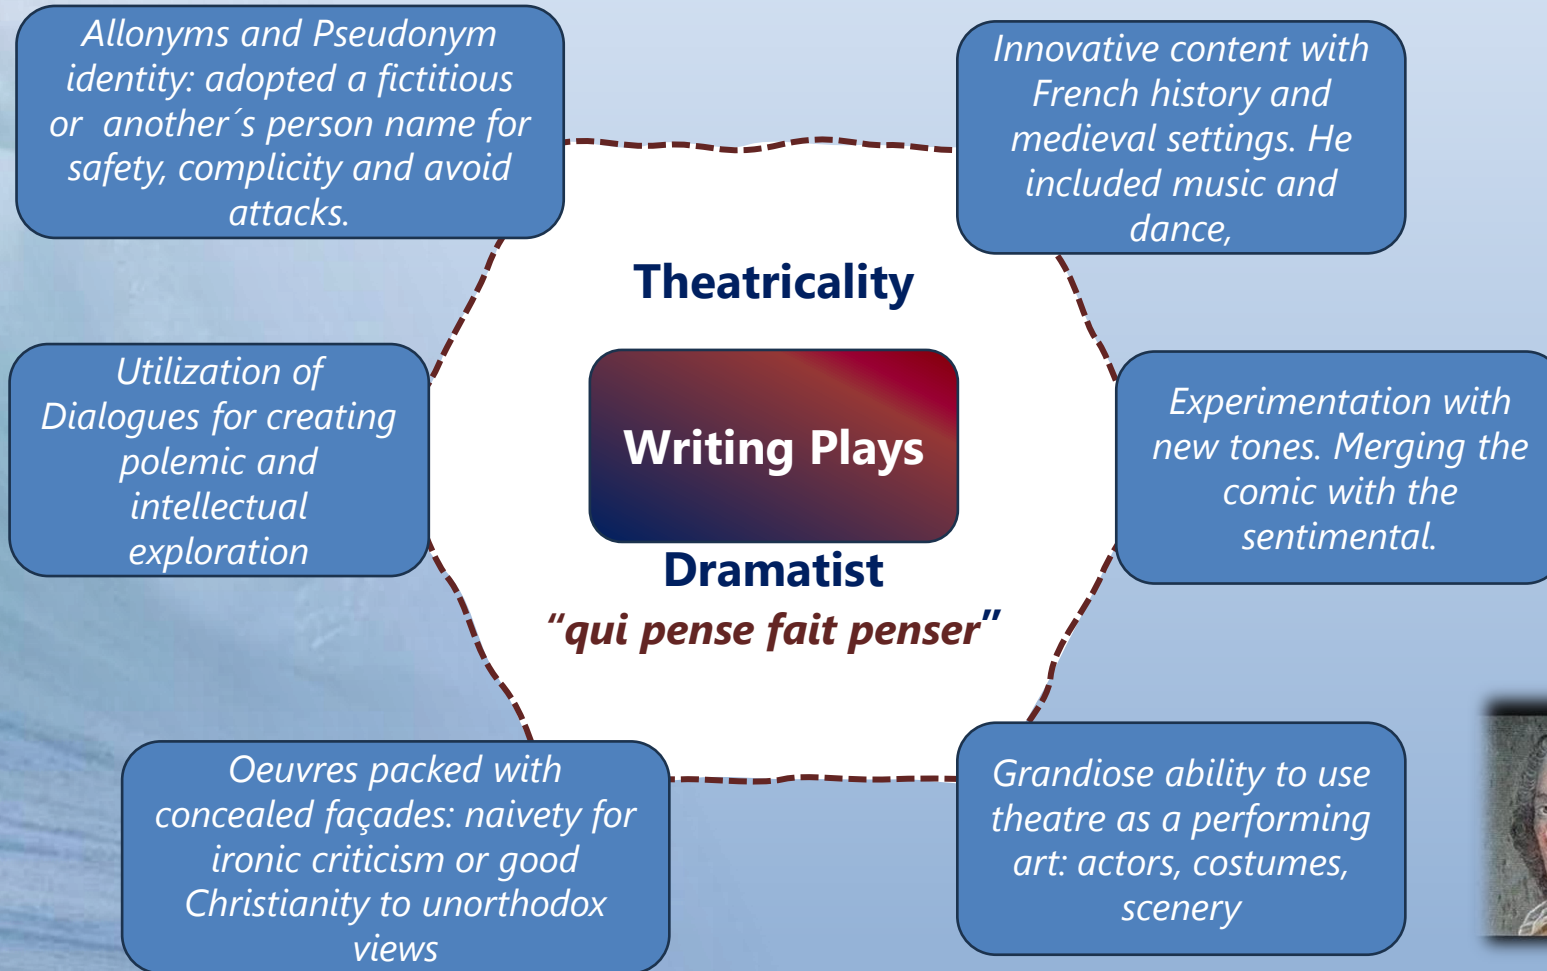 Allonyms and Pseudonym
identity: adopted a fictitious
or another´s person name for
safety, complicity and avoid
attacks.
Innovative content with
French history and
medieval settings. He
included music and
dance,
Theatricality
Utilization of
Dialogues for creating
polemic and
intellectual
exploration
Writing Plays
Experimentation with
new tones. Merging the
comic with the
sentimental.
Dramatist
“qui pense fait penser”
Oeuvres packed with
concealed façades: naivety for
ironic criticism or good
Christianity to unorthodox
views
Grandiose ability to use
theatre as a performing
art: actors, costumes,
scenery